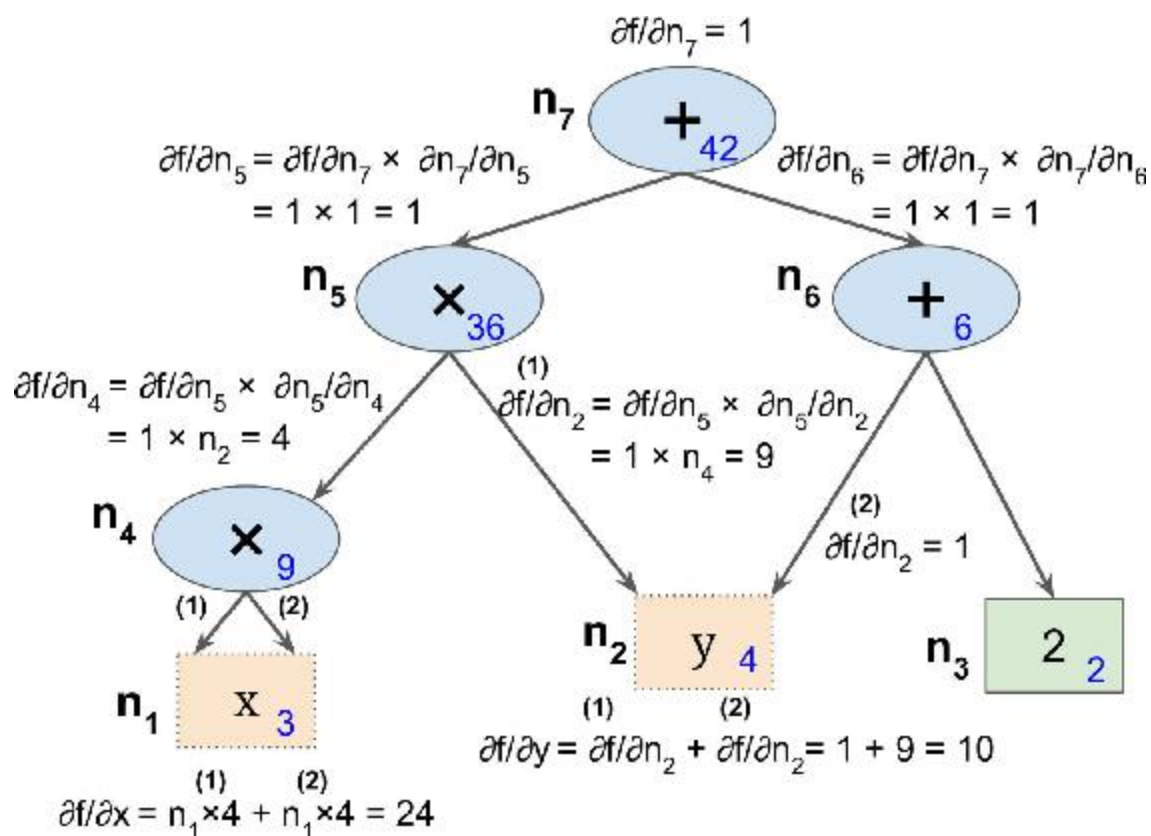 ∂f/∂n₇ = 1
n₇
+
42
∂f/∂n₅ = ∂f/∂n₇ × ∂n₇/∂n₅
= 1 × 1 = 1
∂f/∂n₆ = ∂f/∂n₇ × ∂n₇/∂n₆
= 1 × 1 = 1
n₅
×
36
n₆
+
6
∂f/∂n₄ = ∂f/∂n₅ × ∂n₅/∂n₄
= 1 × n₂ = 4
(1)
∂f/∂n₂ = ∂f/∂n₅ × ∂n₅/∂n₂
= 1 × n₄ = 9
n₄
×
9
(2)
∂f/∂n₂ = 1
(1) (2)
n₁
x
3
n₂
y
4
n₃
2
2
(1) (2)
∂f/∂y = ∂f/∂n₂ + ∂f/∂n₂= 1 + 9 = 10
(1) (2)
∂f/∂x = n₁×4 + n₁×4 = 24